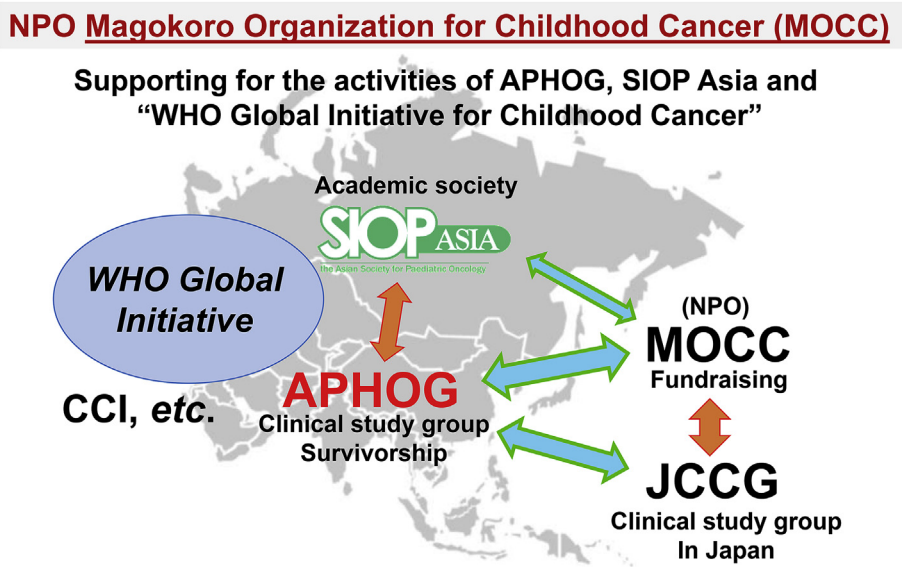 NPO Magokoro Organization for Childhood Cancer (MOCC)
Supporting for the activities of APHOG, SIOP Asia and
“WHO Global Initiative for Childhood Cancer”
Academic society
SIOP ASIA
the Asian Society for Paediatric Oncology
WHO Global
Initiative
CCI, etc.
APHOG
Clinical study group
Survivorship
(NPO)
MOCC
Fundraising
JCCG
Clinical study group
In Japan